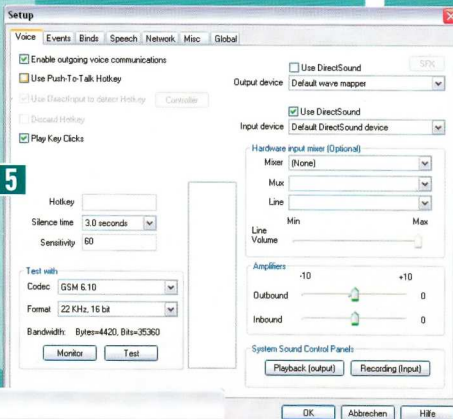 Setup
Voice Events Binds Speech Network Misc Global
Enable outgoing voice communications
Use Push-To-Talk Hotkey
Use DirectInput to detect Hotkey Controller
Discard Hotkey
Play Key Clicks
5
Hotkey
Silence time 3.0 seconds
Sensitivity 60
Test with
Codec GSM 6.10
Format 22 KHz, 16 bit
Bandwidth: Bytes=4420, Bits=35360
Monitor Test
Use DirectSound SFX
Output device Default wave mapper
Use DirectSound
Input device Default DirectSound device
Hardware input mixer (Optional)
Mixer (None)
Mux
Line
Min Max
Line
Volume
Amplifiers
-10 +10
Outbound 0
Inbound 0
System Sound Control Panels
Playback (output) Recording (Input)
OK Abbrechen Hilfe